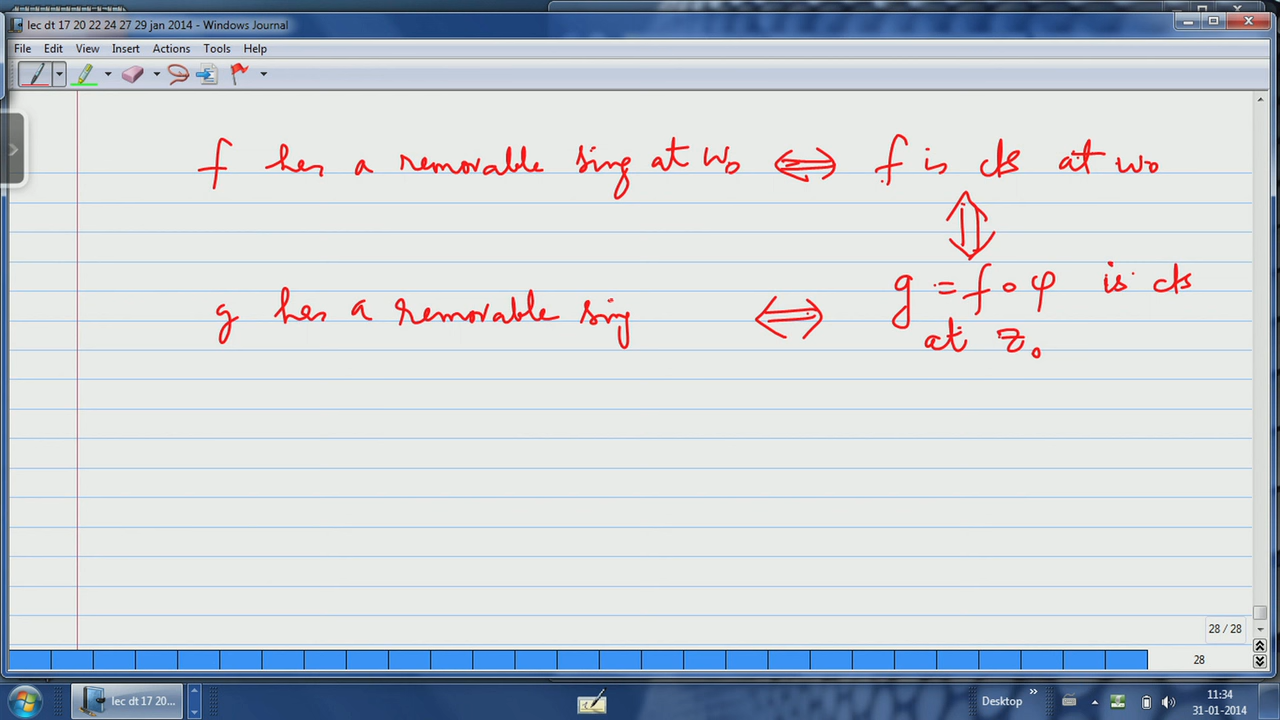 lec dt 17 20 22 24 27 29 jan 2014 - Windows Journal
File Edit View Insert Actions Tools Help
f has a removable sing at w₀ ⇔ f is cts at w₀
⇕
g has a removable sing ⇔ g = f∘φ is cts
at z₀
28 / 28
28
lec dt 17 20...
Desktop
11:34
31-01-2014